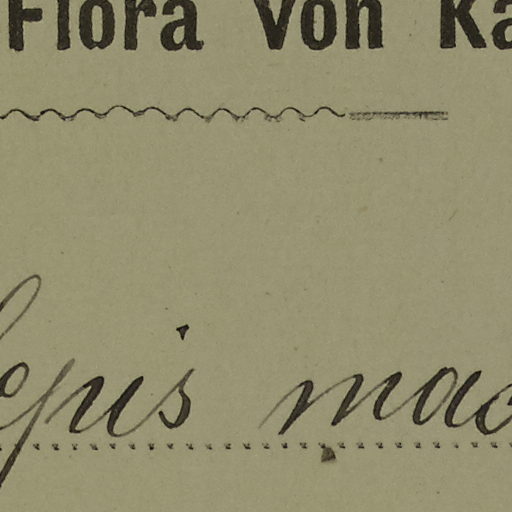 Flora von Ka
lepis mac